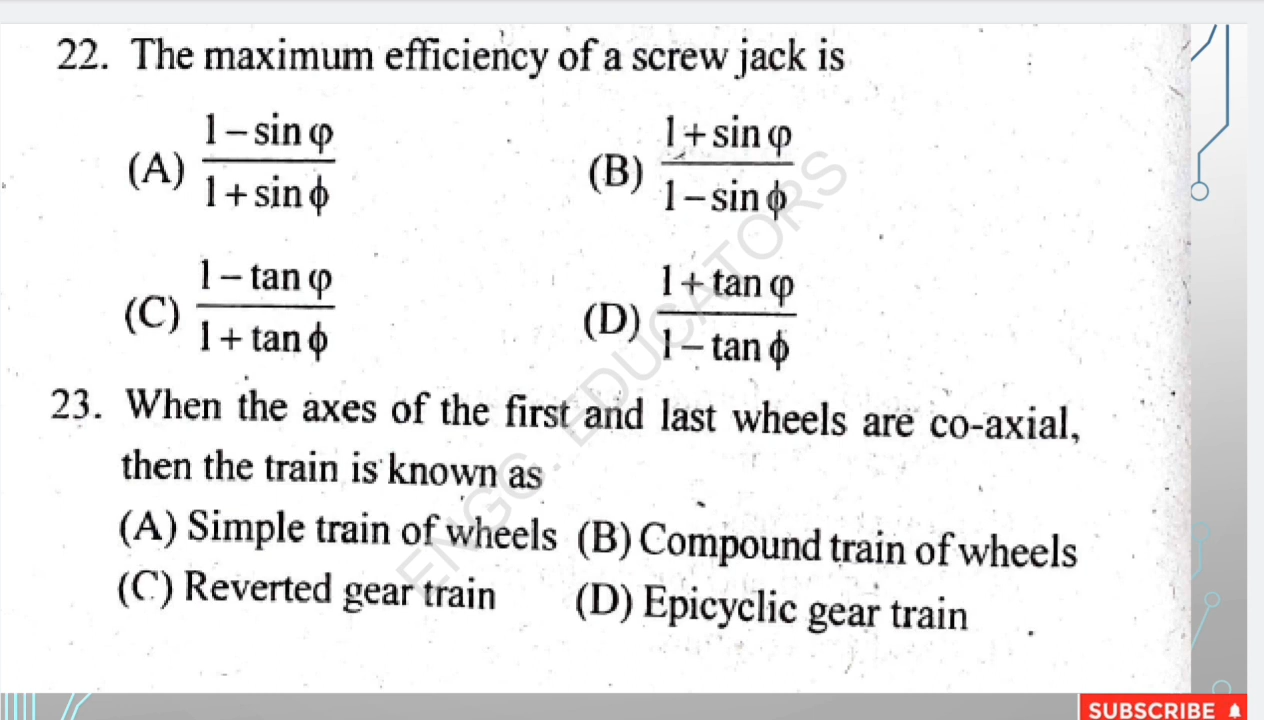 22. The maximum efficiency of a screw jack is
(A) (1 – sin φ)/(1 + sin ϕ) (B) (1 + sin φ)/(1 – sin ϕ)
(C) (1 – tan φ)/(1 + tan ϕ) (D) (1 + tan φ)/(1 – tan ϕ)
23. When the axes of the first and last wheels are co-axial,
then the train is known as
(A) Simple train of wheels (B) Compound train of wheels
(C) Reverted gear train (D) Epicyclic gear train
ENGG. EDUCATORS
SUBSCRIBE